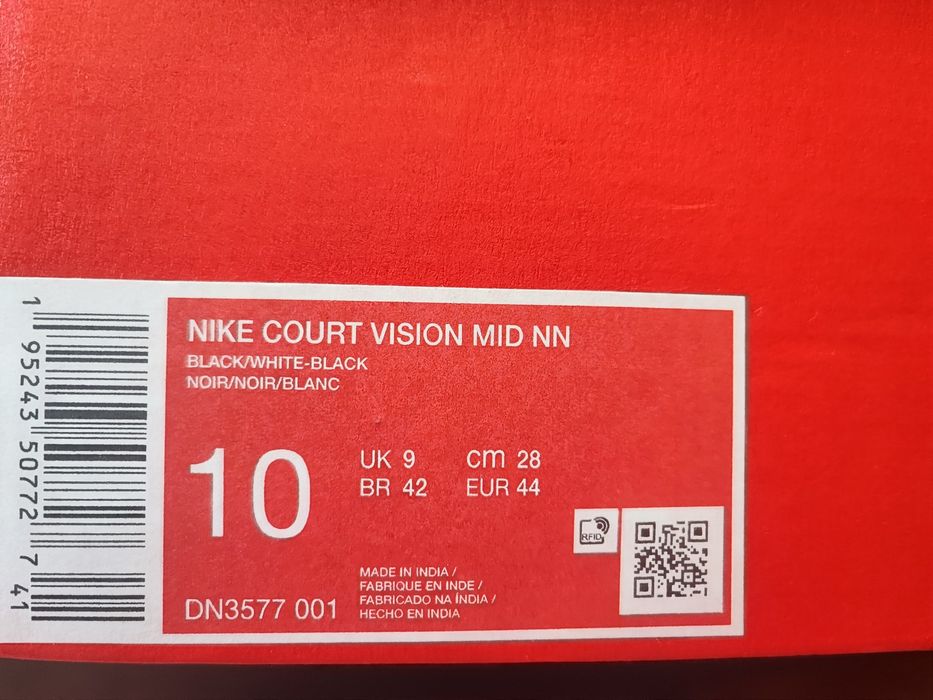 NIKE COURT VISION MID NN
BLACK/WHITE-BLACK
NOIR/NOIR/BLANC
10
UK 9
cm 28
BR 42
EUR 44
RFID
MADE IN INDIA /
FABRIQUE EN INDE /
FABRICADO NA ÍNDIA /
HECHO EN INDIA
DN3577 001
1 95243 50772 7 41